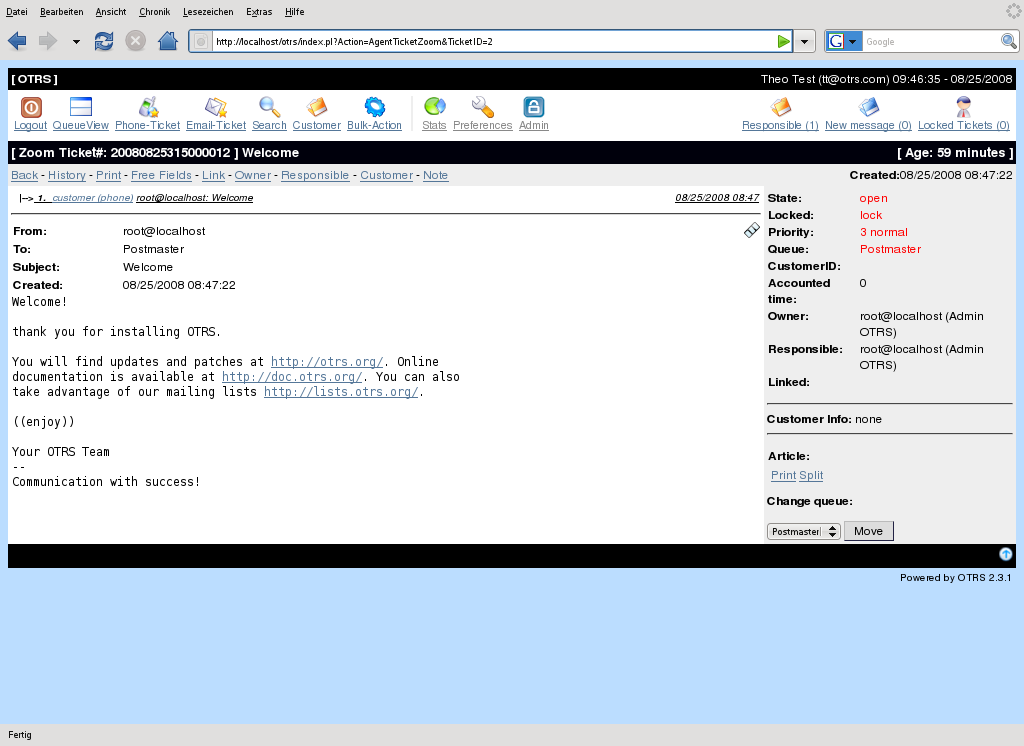 Datei Bearbeiten Ansicht Chronik Lesezeichen Extras Hilfe
http://localhost/otrs/index.pl?Action=AgentTicketZoom&TicketID=2
G Google
[ OTRS ] Theo Test (tt@otrs.com) 09:46:35 - 08/25/2008
Logout QueueView Phone-Ticket Email-Ticket Search Customer Bulk-Action Stats Preferences Admin Responsible (1) New message (0) Locked Tickets (0)
[ Zoom Ticket#: 20080825315000012 ] Welcome [ Age: 59 minutes ]
Back - History - Print - Free Fields - Link - Owner - Responsible - Customer - Note Created:08/25/2008 08:47:22
|--> 1. customer (phone) root@localhost: Welcome 08/25/2008 08:47
From: root@localhost
To: Postmaster
Subject: Welcome
Created: 08/25/2008 08:47:22
Welcome!
thank you for installing OTRS.
You will find updates and patches at http://otrs.org/. Online
documentation is available at http://doc.otrs.org/. You can also
take advantage of our mailing lists http://lists.otrs.org/.
((enjoy))
Your OTRS Team
--
Communication with success!
State: open
Locked: lock
Priority: 3 normal
Queue: Postmaster
CustomerID:
Accounted 0
time:
Owner: root@localhost (Admin
OTRS)
Responsible: root@localhost (Admin
OTRS)
Linked:
Customer Info: none
Article:
Print Split
Change queue:
Postmaster Move
Powered by OTRS 2.3.1
Fertig